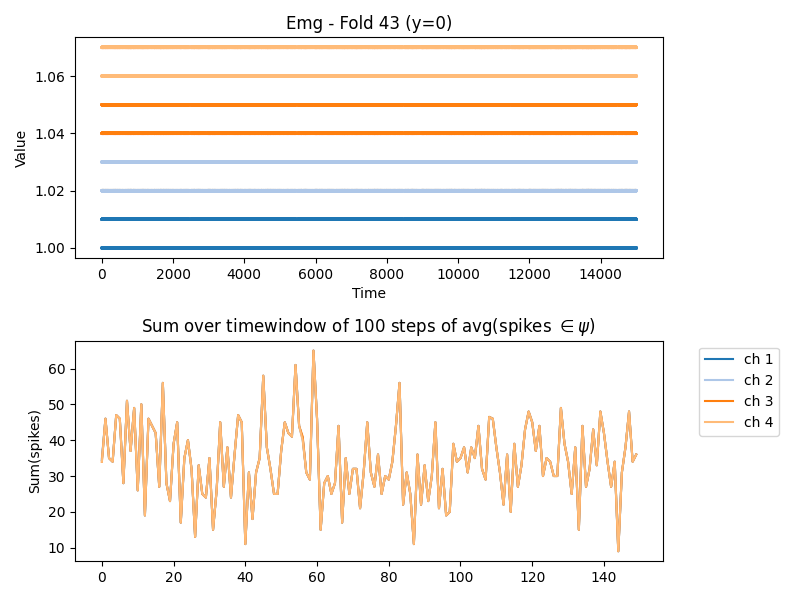 Emg - Fold 43 (y=0)
Value
1.06
1.04
1.02
1.00
0 2000 4000 6000 8000 10000 12000 14000
Time
Sum over timewindow of 100 steps of avg(spikes ∈ ψ)
Sum(spikes)
60
50
40
30
20
10
0 20 40 60 80 100 120 140
ch 1
ch 2
ch 3
ch 4